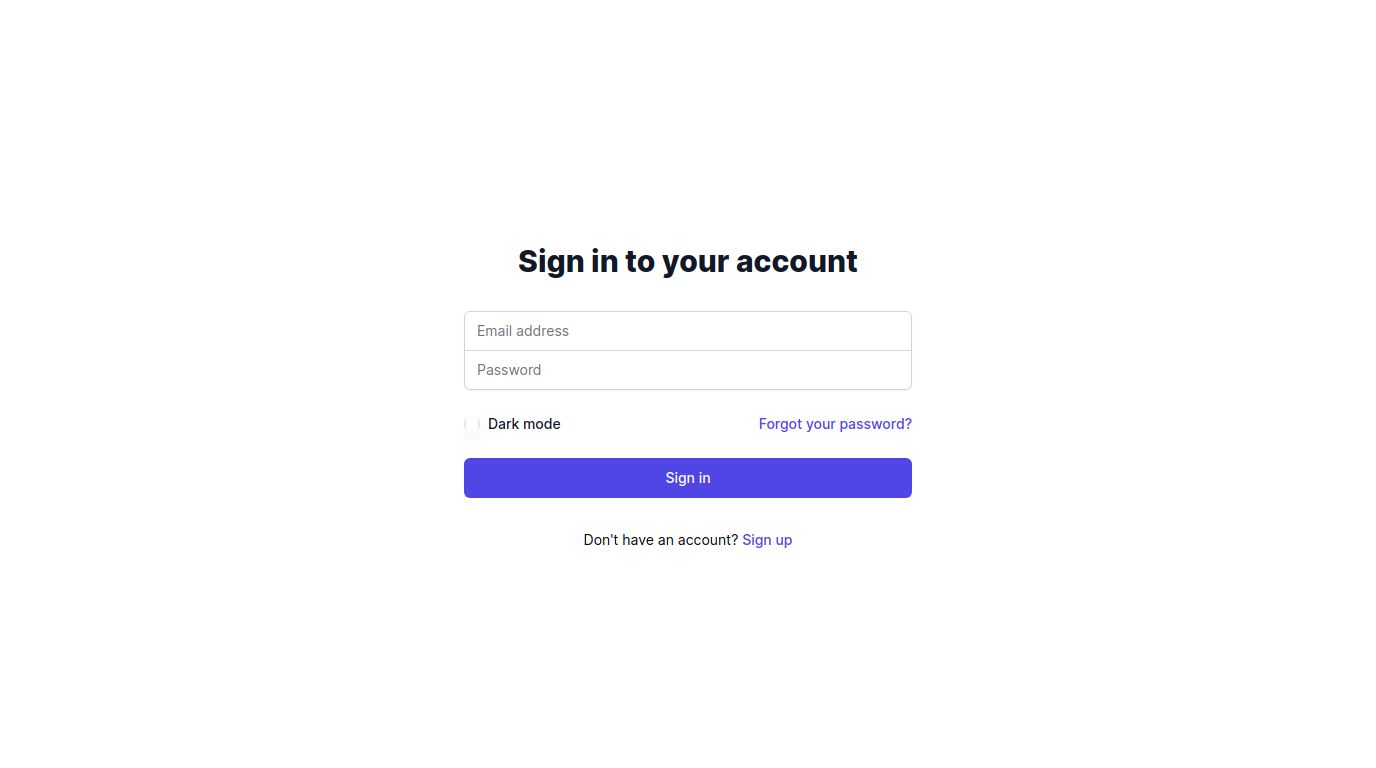 Sign in to your account
Email address
Password
Dark mode
Forgot your password?
Sign in
Don't have an account? Sign up